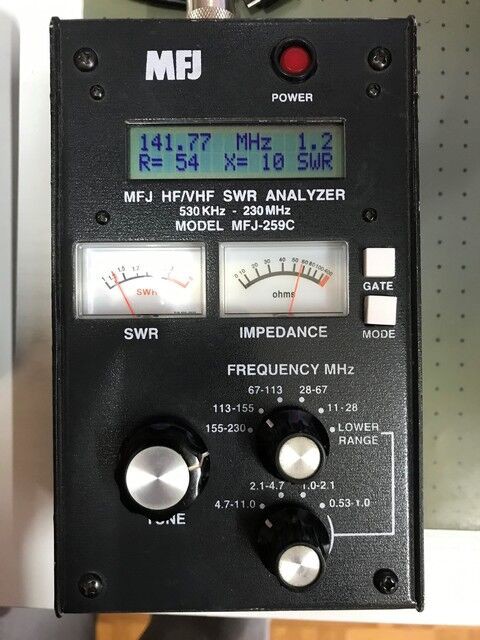 MFJ
POWER
141.77 MHz 1.2
R= 54 X= 10 SWR
MFJ HF/VHF SWR ANALYZER
530 KHz - 230 MHz
MODEL MFJ-259C
SWR
ohms
GATE
MODE
SWR
IMPEDANCE
FREQUENCY MHz
67-113
28-67
113-155
11-28
155-230
LOWER RANGE
2.1-4.7
1.0-2.1
4.7-11.0
0.53-1.0
TUNE